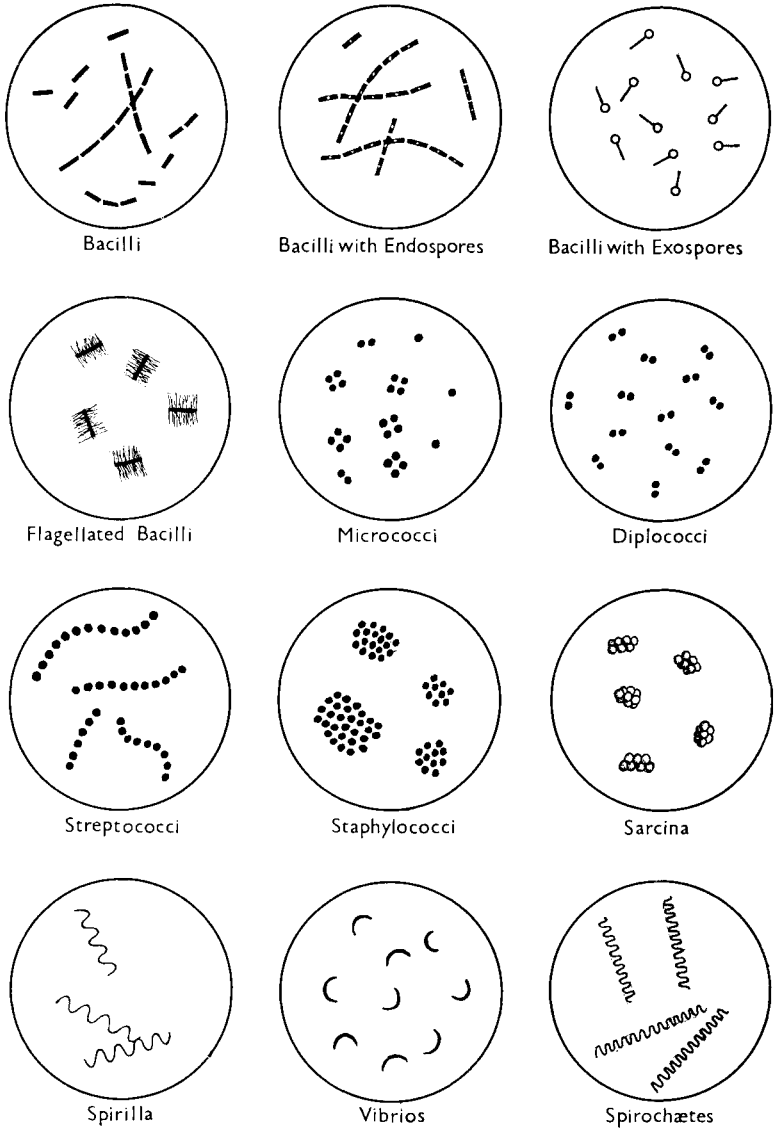 Bacilli
Bacilli with Endospores
Bacilli with Exospores
Flagellated Bacilli
Micrococci
Diplococci
Streptococci
Staphylococci
Sarcina
Spirilla
Vibrios
Spirochætes